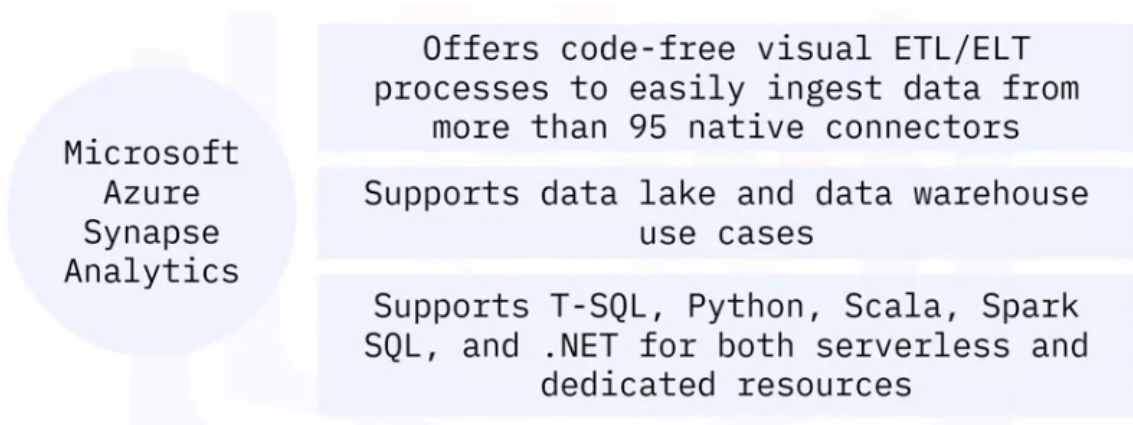 Microsoft
Azure
Synapse
Analytics
Offers code-free visual ETL/ELT
processes to easily ingest data from
more than 95 native connectors
Supports data lake and data warehouse
use cases
Supports T-SQL, Python, Scala, Spark
SQL, and .NET for both serverless and
dedicated resources